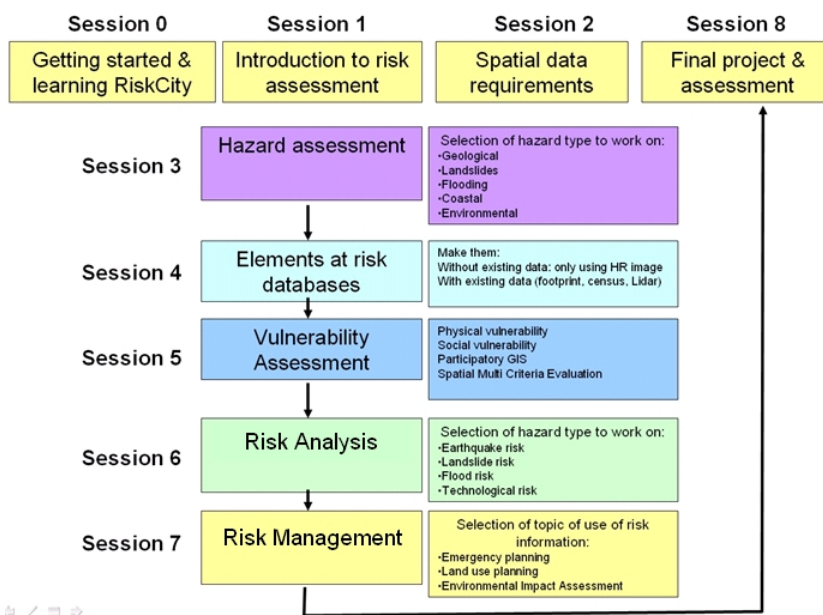 Session 0
Session 1
Session 2
Session 8
Getting started &
learning RiskCity
Introduction to risk
assessment
Spatial data
requirements
Final project &
assessment
Session 3
Hazard assessment
Selection of hazard type to work on:
•Geological
•Landslides
•Flooding
•Coastal
•Environmental
Session 4
Elements at risk
databases
Make them:
Without existing data: only using HR image
With existing data (footprint, census, Lidar)
Session 5
Vulnerability
Assessment
Physical vulnerability
Social vulnerability
Participatory GIS
Spatial Multi Criteria Evaluation
Session 6
Risk Analysis
Selection of hazard type to work on:
•Earthquake risk
•Landslide risk
•Flood risk
•Technological risk
Session 7
Risk Management
Selection of topic of use of risk
information:
•Emergency planning
•Land use planning
•Environmental Impact Assessment